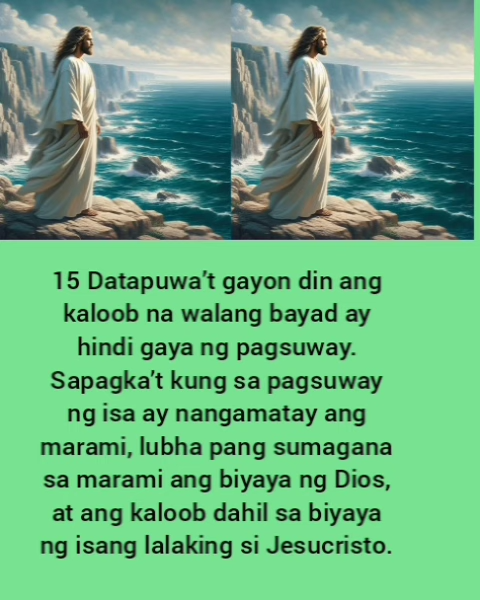 15 Datapuwa't gayon din ang
kaloob na walang bayad ay
hindi gaya ng pagsuway.
Sapagka't kung sa pagsuway
ng isa ay nangamatay ang
marami, lubha pang sumagana
sa marami ang biyaya ng Dios,
at ang kaloob dahil sa biyaya
ng isang lalaking si Jesucristo.